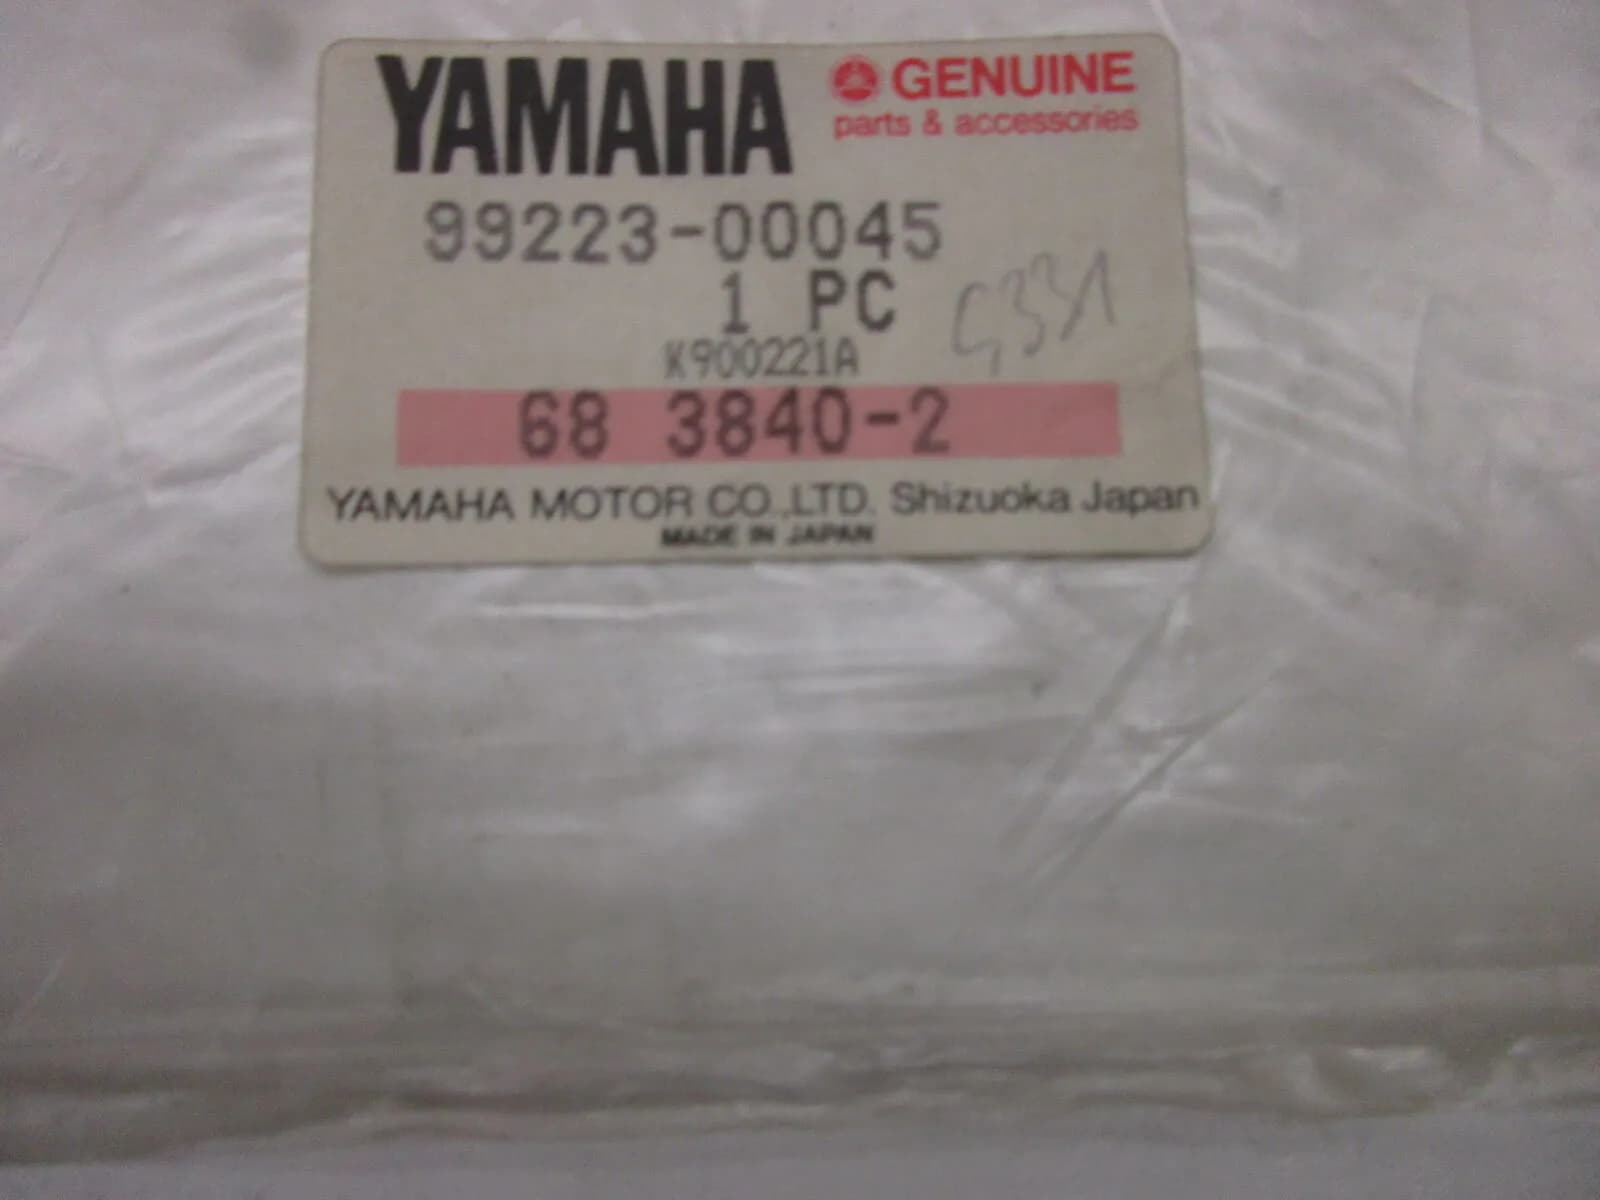 YAMAHA GENUINE
parts & accessories
99223-00045
1 PC
K900221A
68 3840-2
YAMAHA MOTOR CO.,LTD. Shizuoka Japan
MADE IN JAPAN